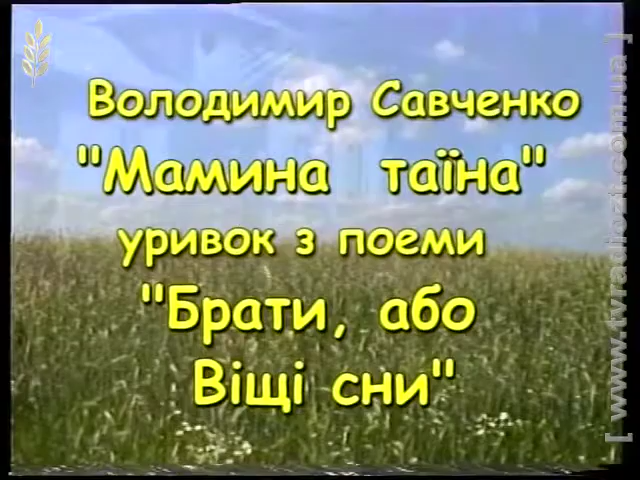 Володимир Савченко
"Мамина таїна"
уривок з поеми
"Брати, або
Віщі сни"
[ www.tvradiozt.com.ua ]